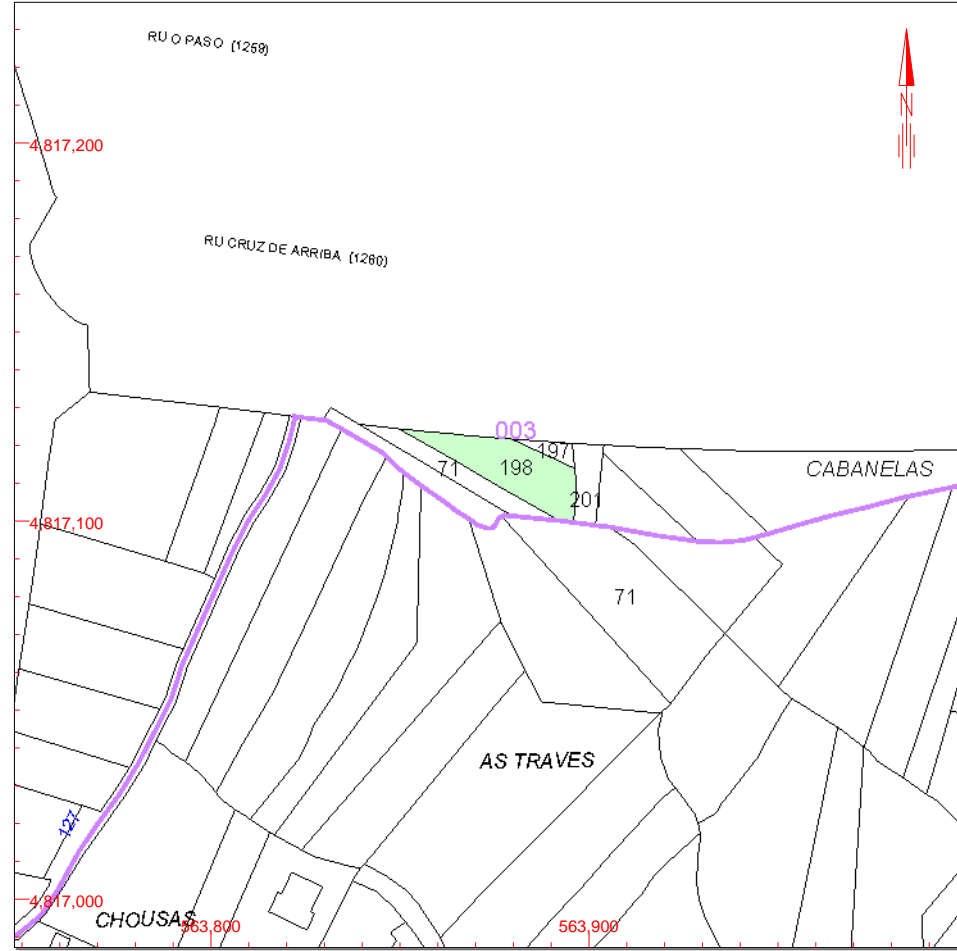 RU O PASO (1259)
N
4,817,200
RU CRUZ DE ARRIBA (1260)
003
197
71
198
CABANELAS
201
4,817,100
71
AS TRAVES
127
4,817,000
CHOUSAS
563,800
563,900